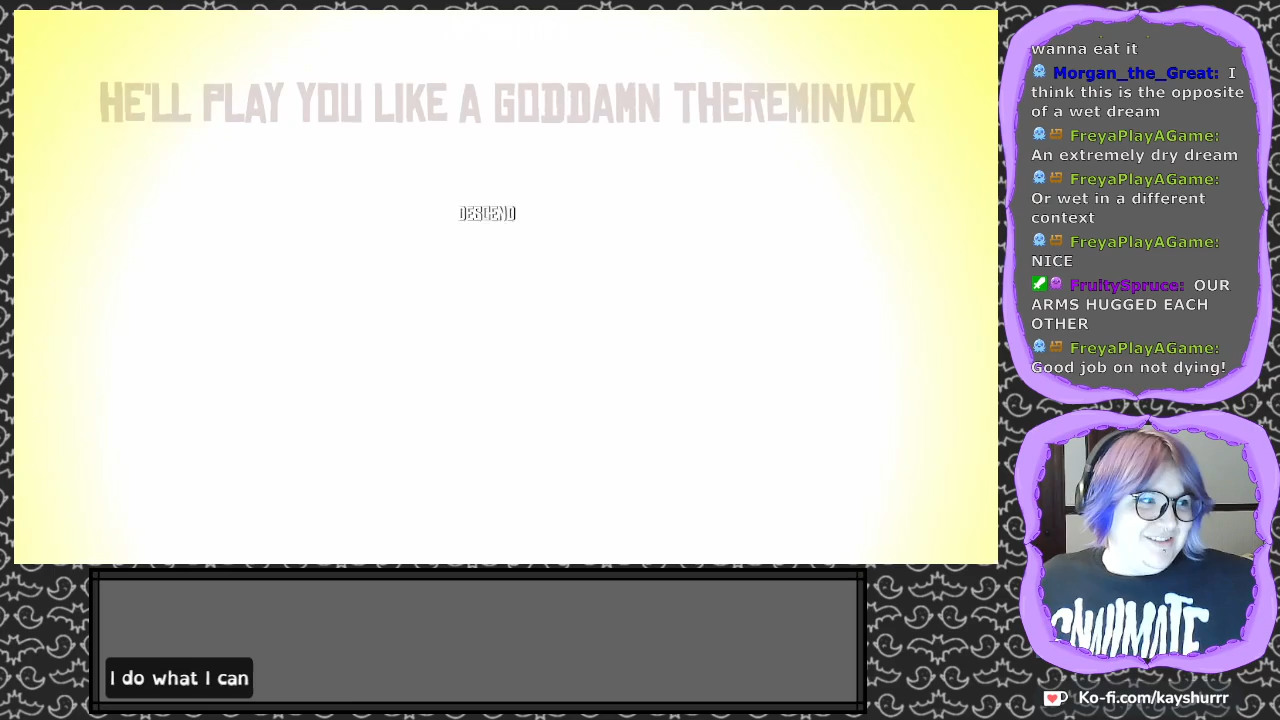 HE'LL PLAY YOU LIKE A GODDAMN THEREMINVOX
DESCEND
wanna eat it
Morgan_the_Great: I
think this is the opposite
of a wet dream
FreyaPlayAGame:
An extremely dry dream
FreyaPlayAGame:
Or wet in a different
context
FreyaPlayAGame:
NICE
FruitySpruce: OUR
ARMS HUGGED EACH
OTHER
FreyaPlayAGame:
Good job on not dying!
I do what I can
Ko-fi.com/kayshurrr